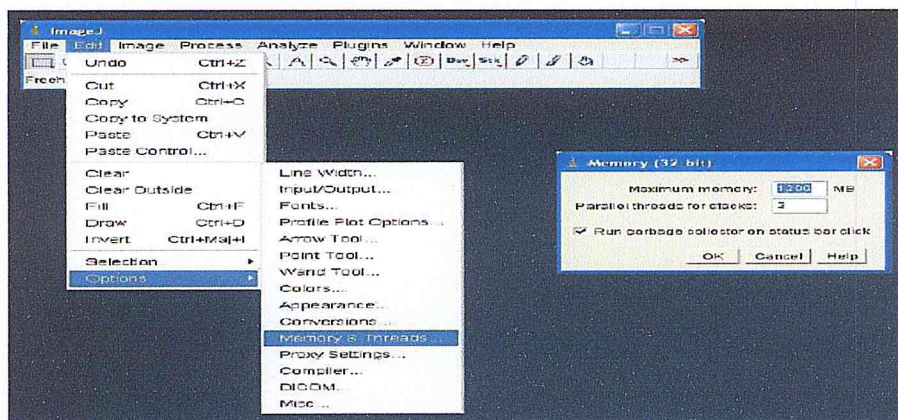 ImageJ
File Edit Image Process Analyze Plugins Window Help
Dev Stk >>
Freeh
Undo Ctrl+Z
Cut Ctrl+X
Copy Ctrl+C
Copy to System
Paste Ctrl+V
Paste Control...
Clear
Clear Outside
Fill Ctrl+F
Draw Ctrl+D
Invert Ctrl+Maj+I
Selection
Options
Line Width...
Input/Output...
Fonts...
Profile Plot Options...
Arrow Tool...
Point Tool...
Wand Tool...
Colors...
Appearance...
Conversions...
Memory & Threads...
Proxy Settings...
Compiler...
DICOM...
Misc...
Memory (32-bit)
Maximum memory: 1200 MB
Parallel threads for stacks: 2
Run garbage collector on status bar click
OK Cancel Help